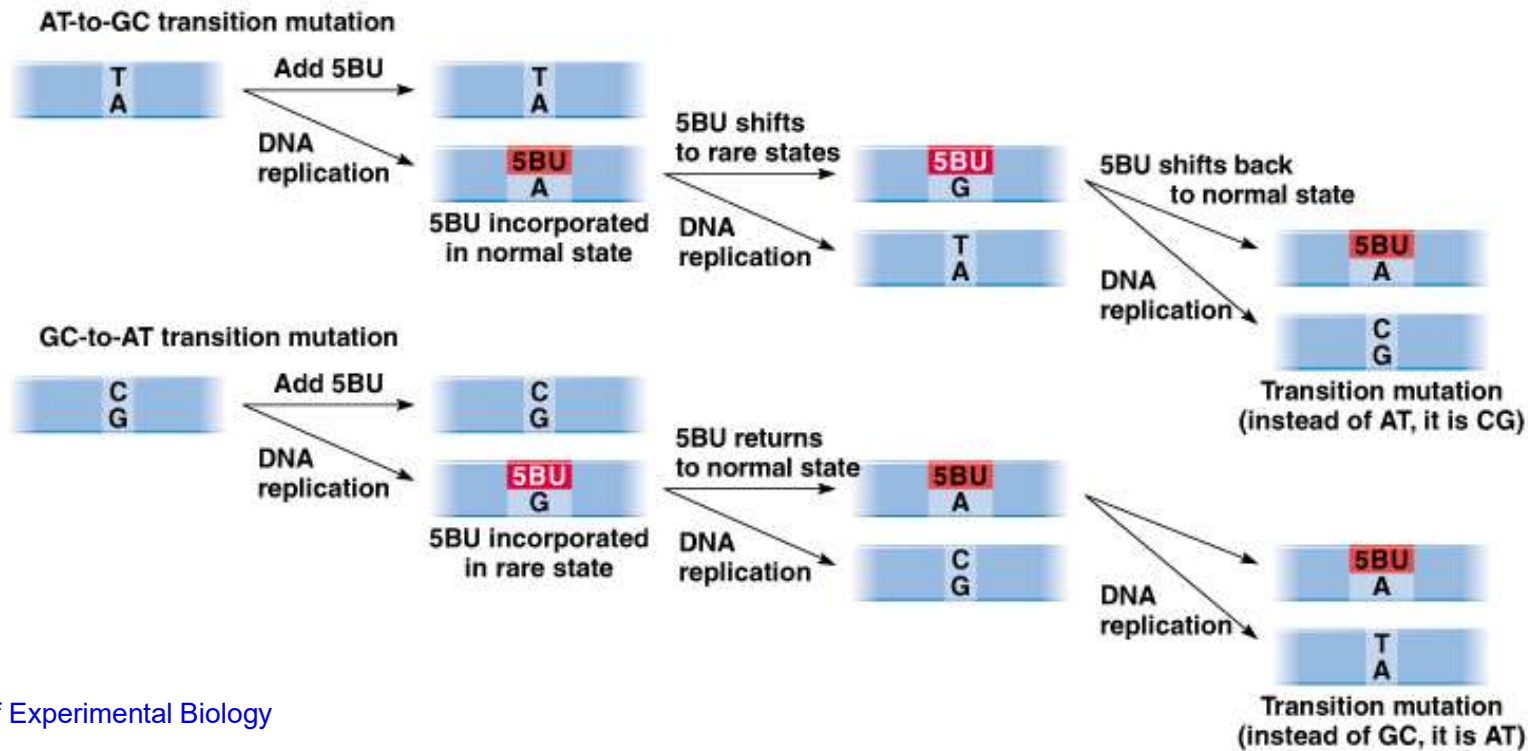 AT-to-GC transition mutation
T
A
Add 5BU
DNA
replication
T
A
5BU
A
5BU incorporated
in normal state
5BU shifts
to rare states
DNA
replication
5BU
G
T
A
5BU shifts back
to normal state
DNA
replication
5BU
A
C
G
Transition mutation
(instead of AT, it is CG)
GC-to-AT transition mutation
C
G
Add 5BU
DNA
replication
C
G
5BU
G
5BU incorporated
in rare state
5BU returns
to normal state
DNA
replication
5BU
A
C
G
DNA
replication
5BU
A
T
A
Transition mutation
(instead of GC, it is AT)
Experimental Biology